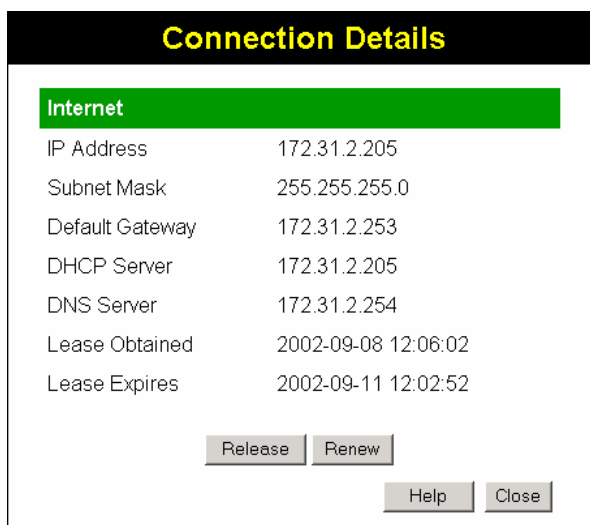 Connection Details
Internet
IP Address 172.31.2.205
Subnet Mask 255.255.255.0
Default Gateway 172.31.2.253
DHCP Server 172.31.2.205
DNS Server 172.31.2.254
Lease Obtained 2002-09-08 12:06:02
Lease Expires 2002-09-11 12:02:52
Release Renew
Help Close